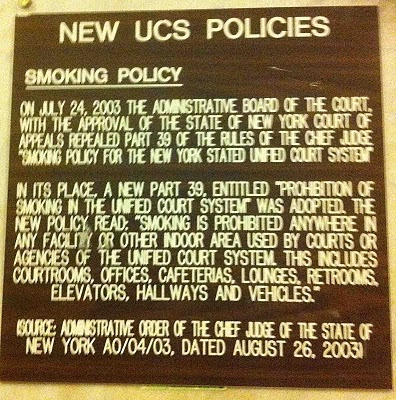 NEW UCS POLICIES
SMOKING POLICY
ON JULY 24, 2003 THE ADMINISTRATIVE BOARD OF THE COURT,
WITH THE APPROVAL OF THE STATE OF NEW YORK COURT OF
APPEALS REPEALED PART 39 OF THE RULES OF THE CHIEF JUDGE
"SMOKING POLICY FOR THE NEW YORK STATED UNIFIED COURT SYSTEM"
IN ITS PLACE, A NEW PART 39, ENTITLED "PROHIBITION OF
SMOKING IN THE UNIFIED COURT SYSTEM" WAS ADOPTED. THE
NEW POLICY READ; "SMOKING IS PROHIBITED ANYWHERE IN
ANY FACILITY OR OTHER INDOOR AREA USED BY COURTS OR
AGENCIES OF THE UNIFIED COURT SYSTEM. THIS INCLUDES
COURTROOMS, OFFICES, CAFETERIAS, LOUNGES, RETROOMS,
ELEVATORS, HALLWAYS AND VEHICLES."
(SOURCE: ADMINISTRATIVE ORDER OF THE CHIEF JUDGE OF THE STATE OF
NEW YORK AO/04/03, DATED AUGUST 26, 2003)